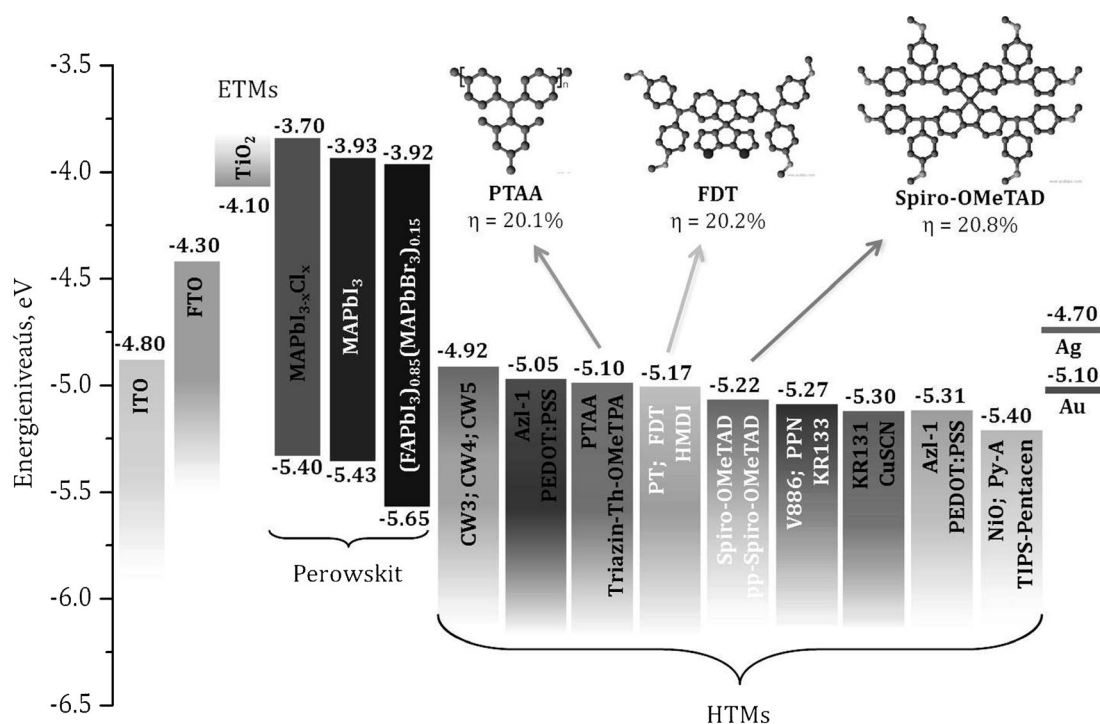 Energieniveaús, eV
-3.5
-4.0
-4.5
-5.0
-5.5
-6.0
-6.5
ETMs
TiO₂
-4.10
-4.80
ITO
-4.30
FTO
-3.70
MAPbI₃₋ₓClₓ
-5.40
-3.93
MAPbI₃
-5.43
-3.92
(FAPbI₃)₀.₈₅(MAPbBr₃)₀.₁₅
-5.65
Perowskit
n
PTAA
η = 20.1%
FDT
η = 20.2%
Spiro-OMeTAD
η = 20.8%
-4.92
CW3; CW4; CW5
-5.05
Azl-1
PEDOT:PSS
-5.10
PTAA
Triazin-Th-OMeTPA
-5.17
PT; FDT
HMDI
-5.22
Spiro-OMeTAD
pp-Spiro-OMeTAD
-5.27
V886; PPN
KR133
-5.30
KR131
CuSCN
-5.31
Azl-1
PEDOT:PSS
-5.40
NiO; Py-A
TIPS-Pentacen
HTMs
-4.70
Ag
-5.10
Au